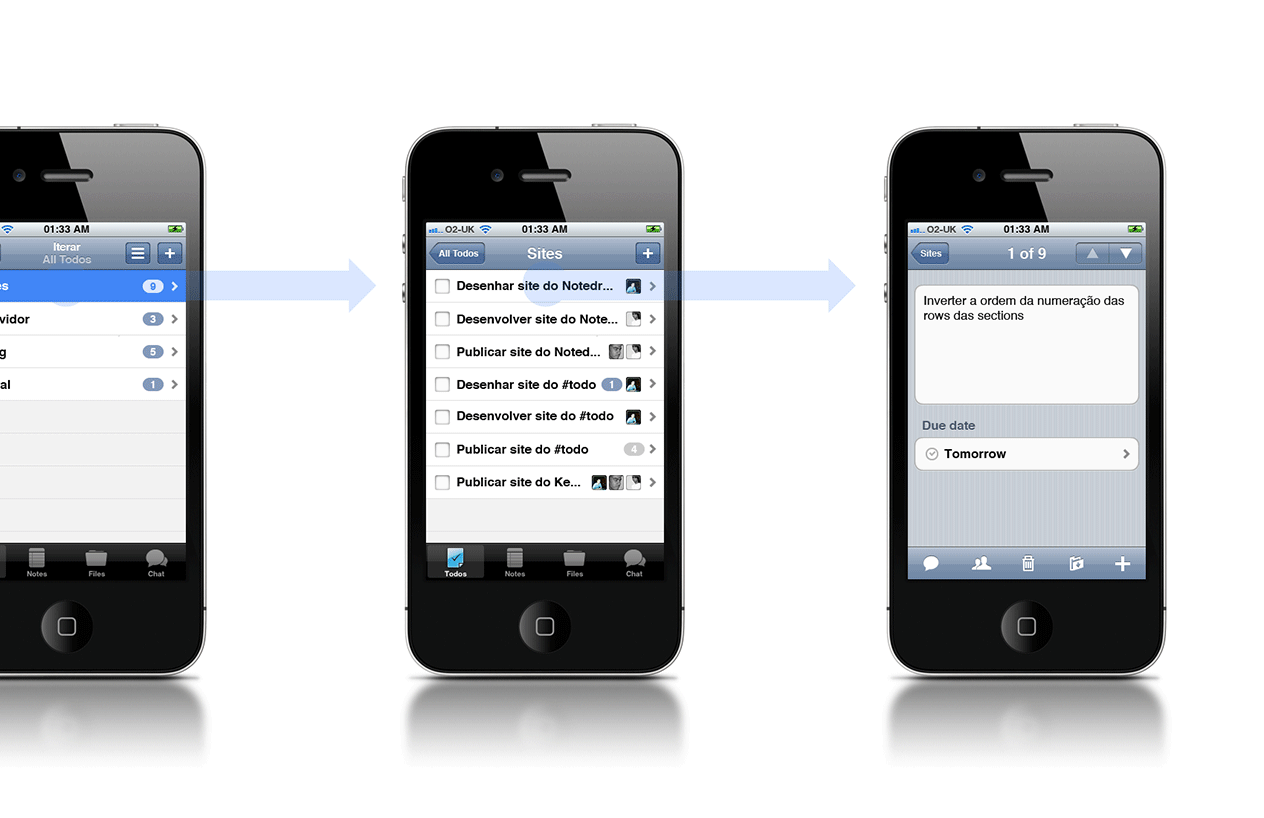 01:33 AM
Iterar
All Todos
es 9
vidor 3
g 5
al 1
Notes
Files
Chat
O2-UK 01:33 AM
All Todos
Sites
Desenhar site do Notedr...
Desenvolver site do Note...
Publicar site do Noted...
Desenhar site do #todo 1
Desenvolver site do #todo
Publicar site do #todo 4
Publicar site do Ke...
Todos
Notes
Files
Chat
O2-UK 01:33 AM
Sites
1 of 9
Inverter a ordem da numeração das
rows das sections
Due date
Tomorrow